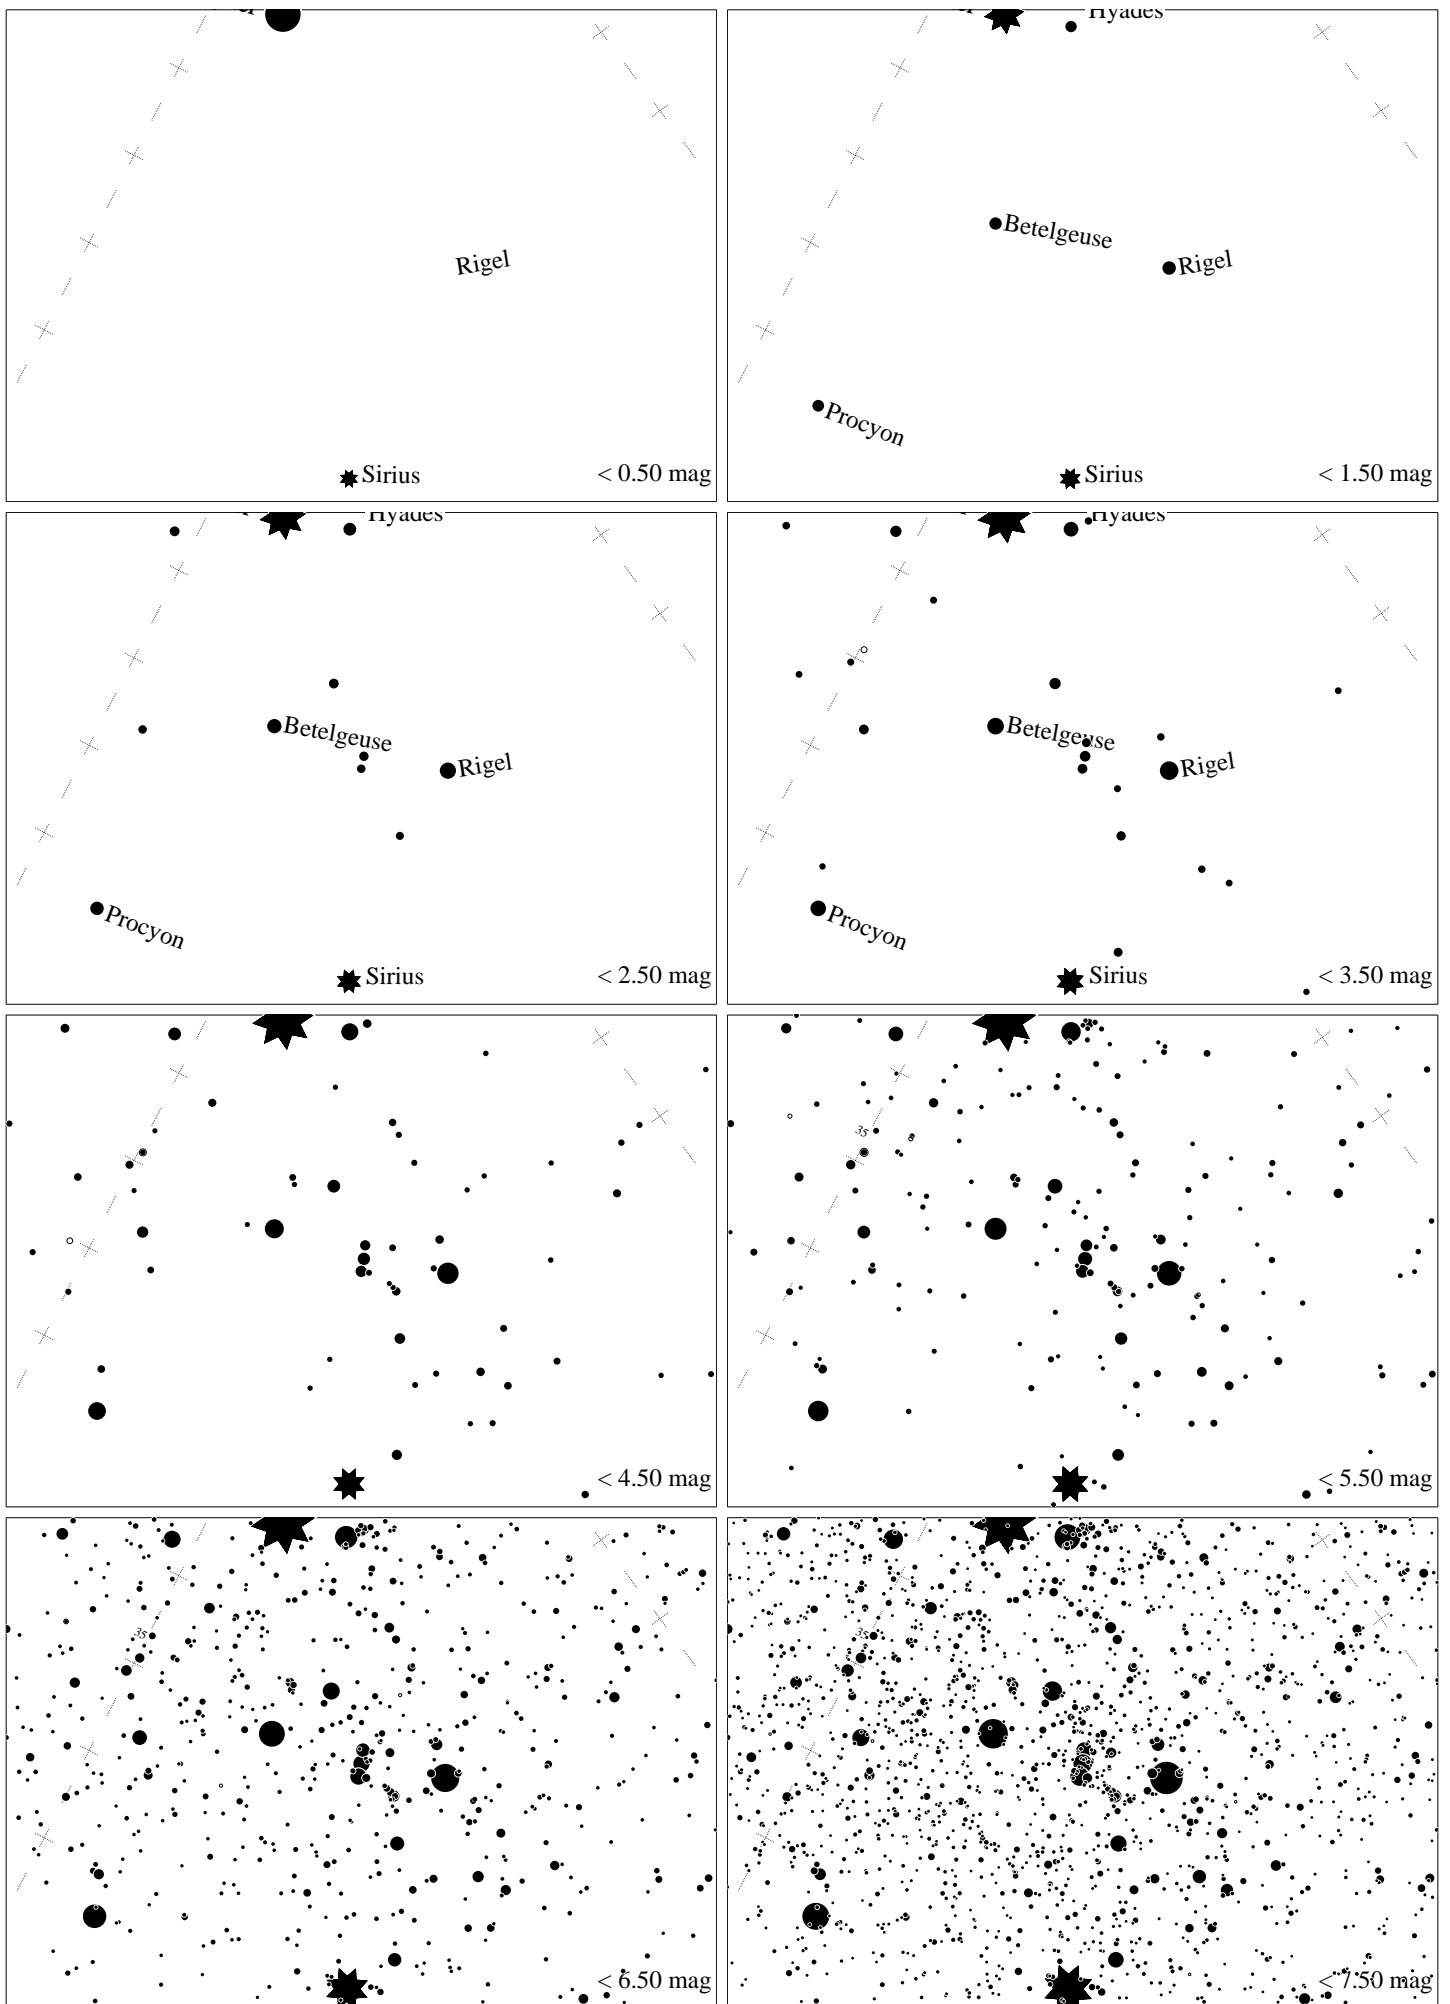 Rigel
Sirius
< 0.50 mag
Hyades
Betelgeuse
Rigel
Procyon
Sirius
< 1.50 mag
Hyades
Betelgeuse
Rigel
Procyon
Sirius
< 2.50 mag
Hyades
Betelgeuse
Rigel
Procyon
Sirius
< 3.50 mag
< 4.50 mag
35
< 5.50 mag
35
< 6.50 mag
35
< 7.50 mag